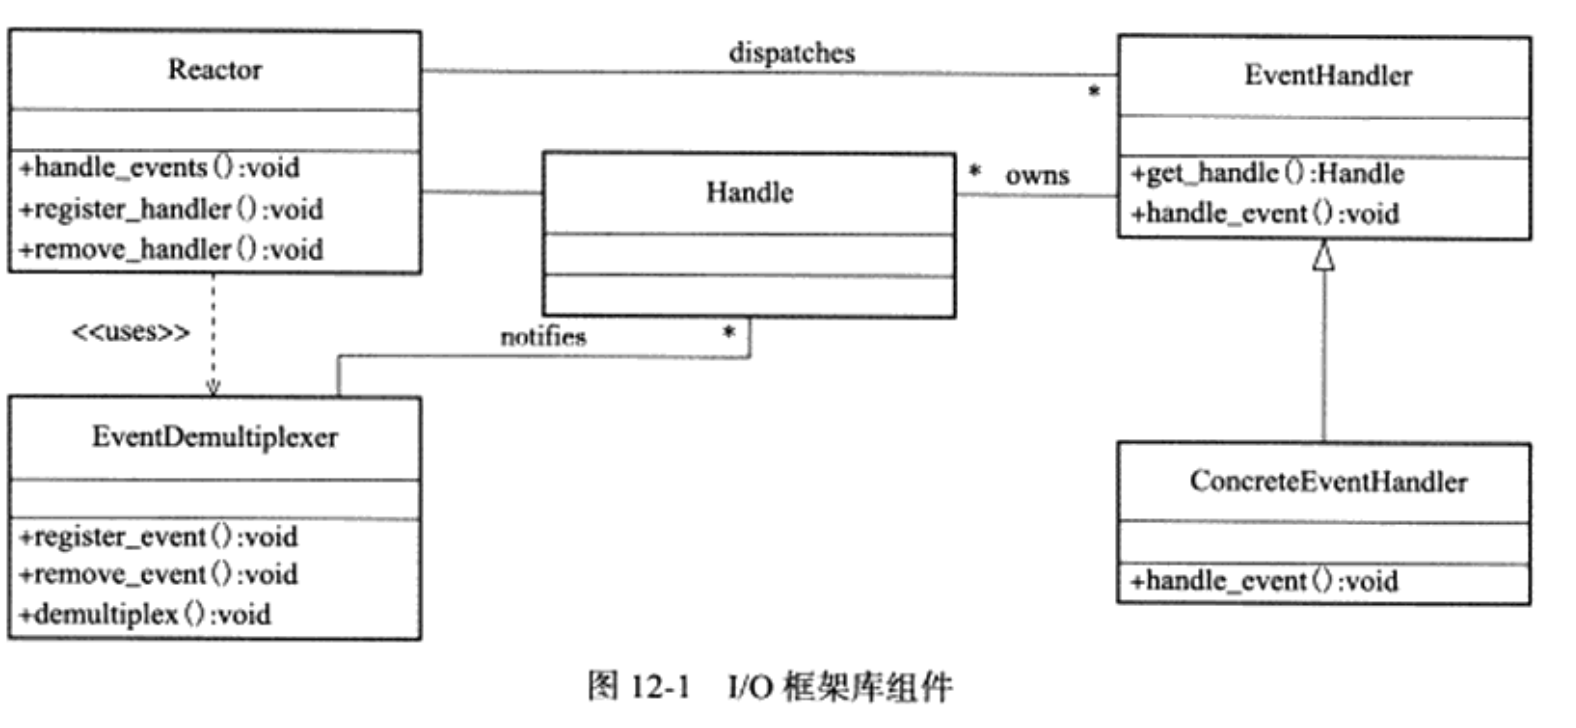 Reactor
+handle_events():void
+register_handler():void
+remove_handler():void
dispatches
*
EventHandler
+get_handle():Handle
+handle_event():void
Handle
* owns
<<uses>>
notifies
*
EventDemultiplexer
+register_event():void
+remove_event():void
+demultiplex():void
ConcreteEventHandler
+handle_event():void
图 12-1 I/O 框架库组件